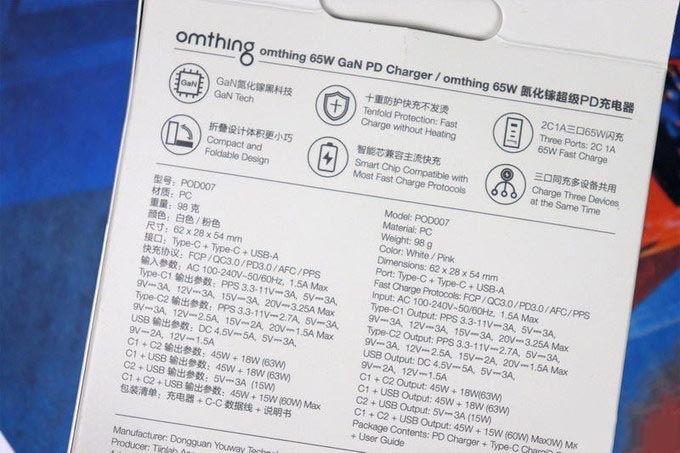 omthing
omthing 65W GaN PD Charger / omthing 65W 氮化镓超级PD充电器
GaN
GaN氮化镓黑科技
GaN Tech
十重防护快充不发烫
Tenfold Protection: Fast
Charge without Heating
2C1A三口65W闪充
Three Ports: 2C 1A
65W Fast Charge
折叠设计体积更小巧
Compact and
Foldable Design
智能芯兼容主流快充
Smart Chip Compatible with
Most Fast Charge Protocols
三口同充多设备共用
Charge Three Devices
at the Same Time
型号：POD007
材质：PC
重量：98 克
颜色：白色 / 粉色
尺寸：62 x 28 x 54 mm
接口：Type-C + Type-C + USB-A
快充协议：FCP / QC3.0 / PD3.0 / AFC / PPS
输入参数：AC 100-240V~50/60Hz, 1.5A Max
Type-C1 输出参数：PPS 3.3-11V⎓3A, 5V⎓3A,
9V⎓3A, 12V⎓3A, 15V⎓3A, 20V⎓3.25A Max
Type-C2 输出参数：PPS 3.3-11V⎓2.7A, 5V⎓3A,
9V⎓3A, 12V⎓2.5A, 15V⎓2A, 20V⎓1.5A Max
USB 输出参数：DC 4.5V⎓5A, 5V⎓3A,
9V⎓2A, 12V⎓1.5A
C1 + C2 输出参数：45W + 18W (63W)
C1 + USB 输出参数：45W + 18W (63W)
C2 + USB 输出参数：5V⎓3A (15W)
C1 + C2 + USB 输出参数：45W + 15W (60W) Max
包装清单：充电器 + C-C 数据线 + 说明书
Model: POD007
Material: PC
Weight: 98 g
Color: White / Pink
Dimensions: 62 x 28 x 54 mm
Port: Type-C + Type-C + USB-A
Fast Charge Protocols: FCP / QC3.0 / PD3.0 / AFC / PPS
Input: AC 100-240V~50/60Hz, 1.5A Max
Type-C1 Output: PPS 3.3-11V⎓3A, 5V⎓3A,
9V⎓3A, 12V⎓3A, 15V⎓3A, 20V⎓3.25A Max
Type-C2 Output: PPS 3.3-11V⎓2.7A, 5V⎓3A,
9V⎓3A, 12V⎓2.5A, 15V⎓2A, 20V⎓1.5A Max
USB Output: DC 4.5V⎓5A, 5V⎓3A,
9V⎓2A, 12V⎓1.5A
C1 + C2 Output: 45W + 18W(63W)
C1 + USB Output: 45W + 18W (63W)
C2 + USB Output: 5V⎓3A (15W)
C1 + C2 + USB Output: 45W + 15W (60W) Max0W) Mx
Package Contents: PD Charger + Type-C
+ User Guide
Manufacturer: Dongguan Youway
Producer: